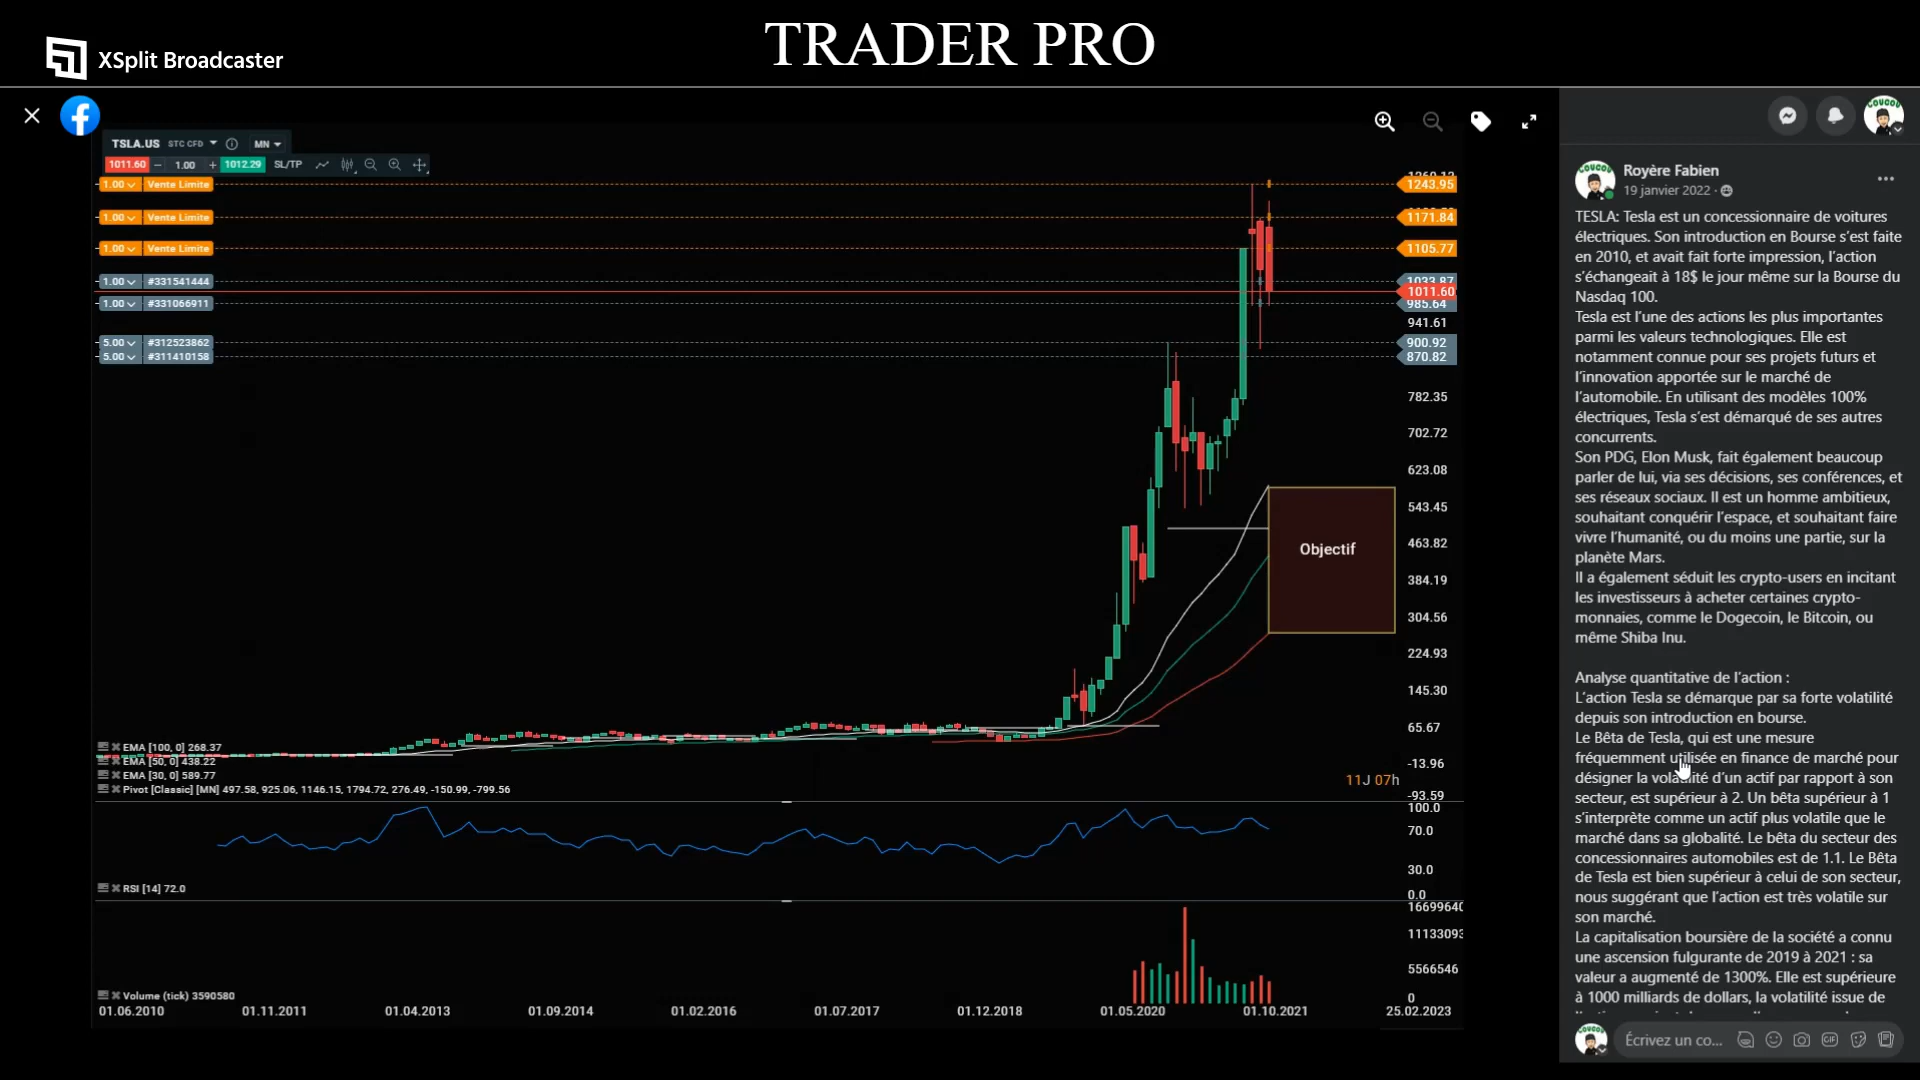 TRADER PRO
XSplit Broadcaster
TSLA.US STC CFD MN
1011.60 1.00 1012.29 SL/TP
1.00 Vente Limite 1243.95
1.00 Vente Limite 1171.84
1.00 Vente Limite 1105.77
1.00 #331541444 1033.87
1011.60
1.00 #331066911 985.64
941.61
5.00 #312523862 900.92
5.00 #311410158 870.82
782.35
702.72
623.08
543.45
Objectif
463.82
384.19
304.56
224.93
145.30
65.67
-13.96
-93.59
EMA [100, 0] 268.37
EMA [50, 0] 438.22
EMA [30, 0] 589.77
Pivot [Classic] [MN] 497.58, 925.06, 1146.15, 1794.72, 276.49, -150.99, -799.56
11J 07h
100.0
70.0
30.0
0.0
RSI [14] 72.0
16699640
11133093
5566546
0
Volume (tick) 3590580
01.06.2010 01.11.2011 01.04.2013 01.09.2014 01.02.2016 01.07.2017 01.12.2018 01.05.2020 01.10.2021 25.02.2023
COUCOU
Royère Fabien
19 janvier 2022 ·
TESLA: Tesla est un concessionnaire de voitures
électriques. Son introduction en Bourse s'est faite
en 2010, et avait fait forte impression, l'action
s'échangeait à 18$ le jour même sur la Bourse du
Nasdaq 100.
Tesla est l'une des actions les plus importantes
parmi les valeurs technologiques. Elle est
notamment connue pour ses projets futurs et
l'innovation apportée sur le marché de
l'automobile. En utilisant des modèles 100%
électriques, Tesla s'est démarqué de ses autres
concurrents.
Son PDG, Elon Musk, fait également beaucoup
parler de lui, via ses décisions, ses conférences, et
ses réseaux sociaux. Il est un homme ambitieux,
souhaitant conquérir l'espace, et souhaitant faire
vivre l'humanité, ou du moins une partie, sur la
planète Mars.
Il a également séduit les crypto-users en incitant
les investisseurs à acheter certaines crypto-
monnaies, comme le Dogecoin, le Bitcoin, ou
même Shiba Inu.
Analyse quantitative de l'action :
L'action Tesla se démarque par sa forte volatilité
depuis son introduction en bourse.
Le Bêta de Tesla, qui est une mesure
fréquemment utilisée en finance de marché pour
désigner la volatilité d'un actif par rapport à son
secteur, est supérieur à 2. Un bêta supérieur à 1
s'interprète comme un actif plus volatile que le
marché dans sa globalité. Le bêta du secteur des
concessionnaires automobiles est de 1.1. Le Bêta
de Tesla est bien supérieur à celui de son secteur,
nous suggérant que l'action est très volatile sur
son marché.
La capitalisation boursière de la société a connu
une ascension fulgurante de 2019 à 2021 : sa
valeur a augmenté de 1300%. Elle est supérieure
à 1000 milliards de dollars, la volatilité issue de
Écrivez un co...
GIF